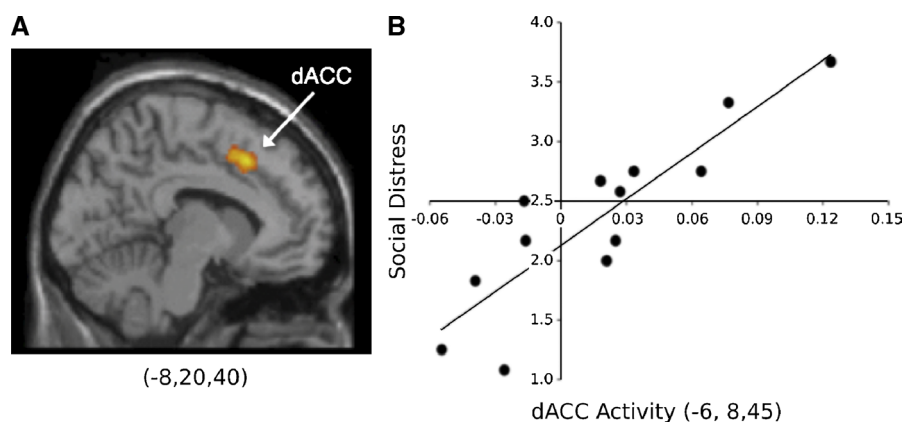 A
dACC
(-8,20,40)
B
Social Distress
4.0
3.5
3.0
2.5
-0.06 -0.03 0 0.03 0.06 0.09 0.12 0.15
2.0
1.5
1.0
dACC Activity (-6, 8,45)